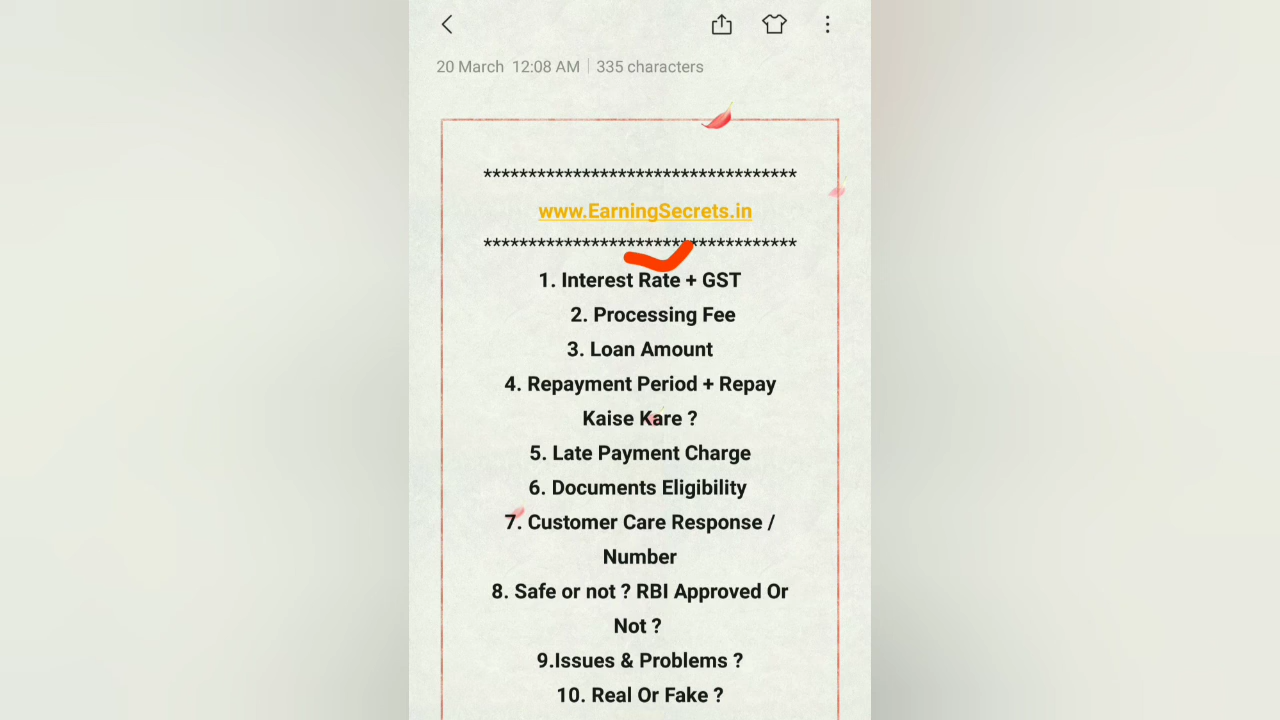 20 March 12:08 AM | 335 characters
***********************************
www.EarningSecrets.in
***********************************
1. Interest Rate + GST
2. Processing Fee
3. Loan Amount
4. Repayment Period + Repay
Kaise Kare ?
5. Late Payment Charge
6. Documents Eligibility
7. Customer Care Response /
Number
8. Safe or not ? RBI Approved Or
Not ?
9.Issues & Problems ?
10. Real Or Fake ?